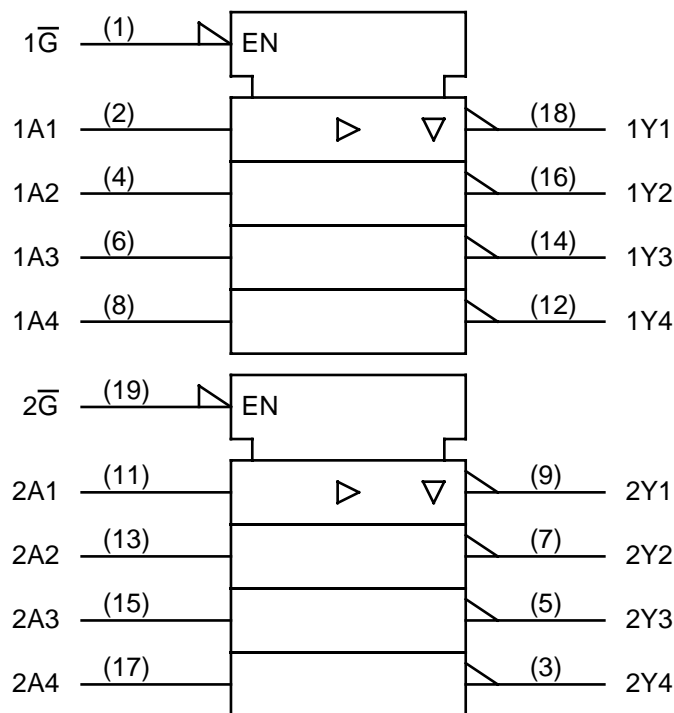 1G̅ (1) EN
1A1 (2) (18) 1Y1
1A2 (4) (16) 1Y2
1A3 (6) (14) 1Y3
1A4 (8) (12) 1Y4
2G̅ (19) EN
2A1 (11) (9) 2Y1
2A2 (13) (7) 2Y2
2A3 (15) (5) 2Y3
2A4 (17) (3) 2Y4